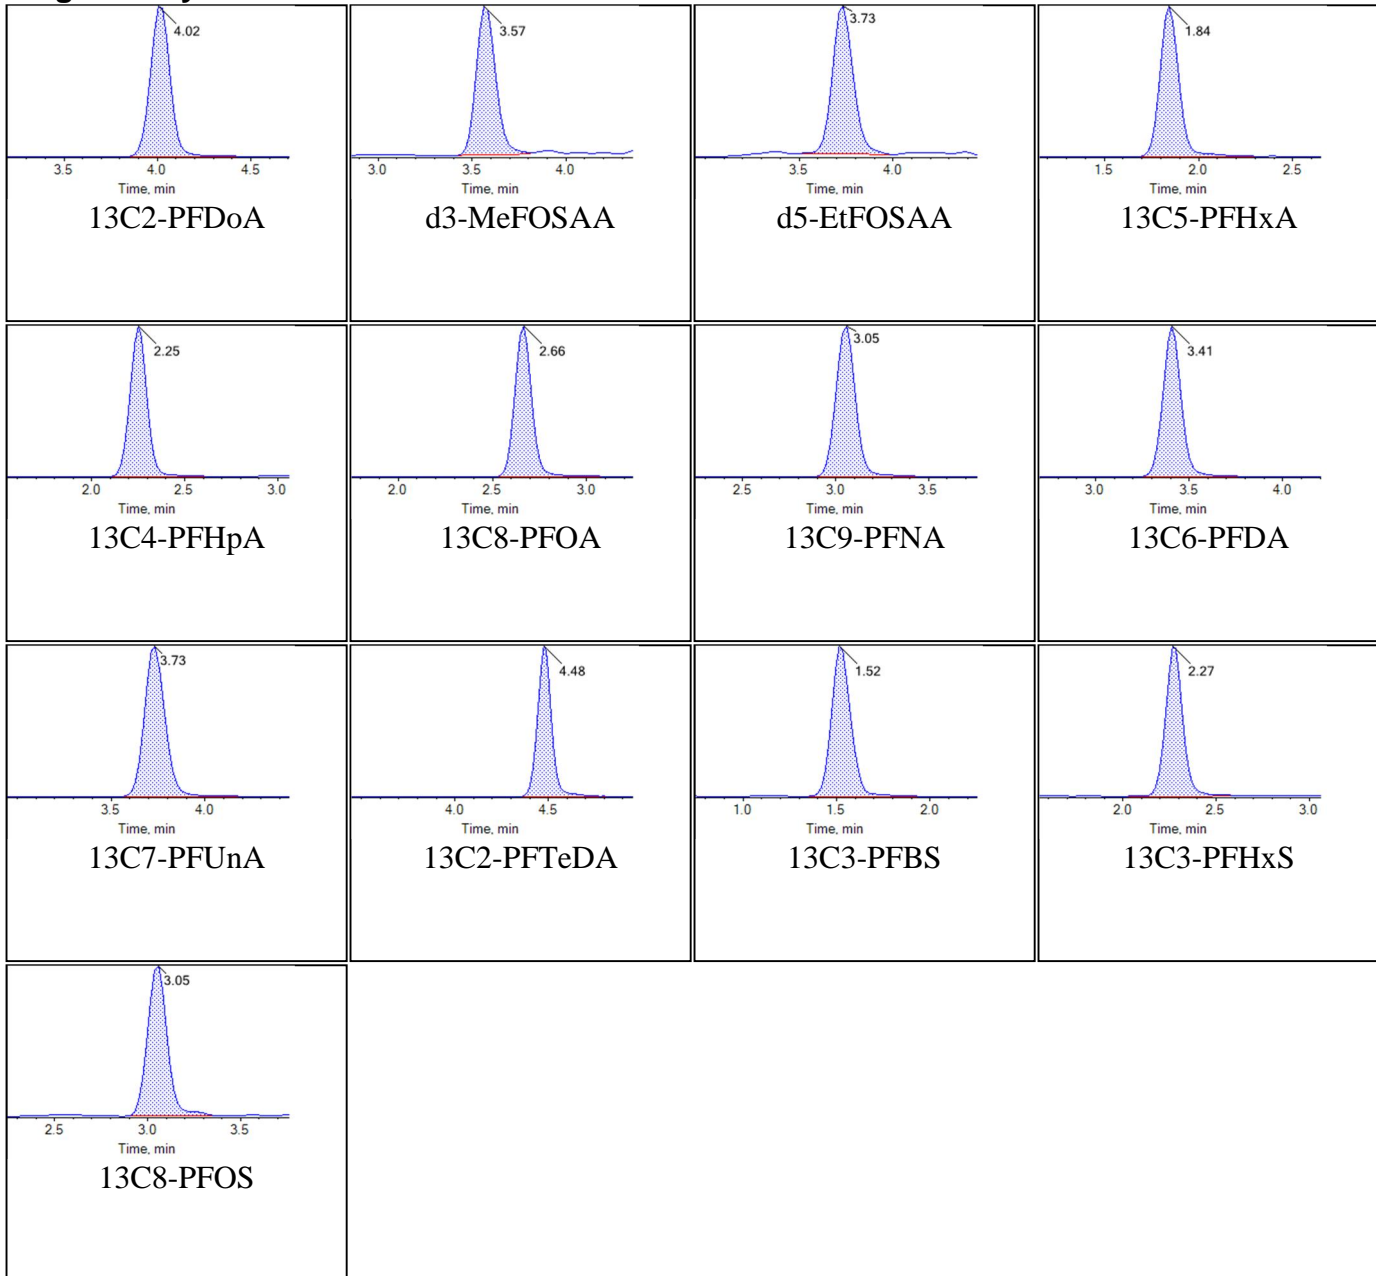 4.02
3.5 4.0 4.5
Time, min
13C2-PFDoA
3.57
3.0 3.5 4.0
Time, min
d3-MeFOSAA
3.73
3.5 4.0
Time, min
d5-EtFOSAA
1.84
1.5 2.0 2.5
Time, min
13C5-PFHxA
2.25
2.0 2.5 3.0
Time, min
13C4-PFHpA
2.66
2.0 2.5 3.0
Time, min
13C8-PFOA
3.05
2.5 3.0 3.5
Time, min
13C9-PFNA
3.41
3.0 3.5 4.0
Time, min
13C6-PFDA
3.73
3.5 4.0
Time, min
13C7-PFUnA
4.48
4.0 4.5
Time, min
13C2-PFTeDA
1.52
1.0 1.5 2.0
Time, min
13C3-PFBS
2.27
2.0 2.5 3.0
Time, min
13C3-PFHxS
3.05
2.5 3.0 3.5
Time, min
13C8-PFOS